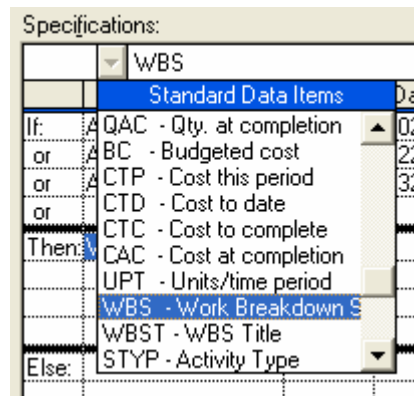 Specifications:
WBS
Standard Data Items
If:
or
or
or
Then:
Else:
QAC - Qty. at completion
BC - Budgeted cost
CTP - Cost this period
CTD - Cost to date
CTC - Cost to complete
CAC - Cost at completion
UPT - Units/time period
WBS - Work Breakdown S
WBST - WBS Title
STYP - Activity Type